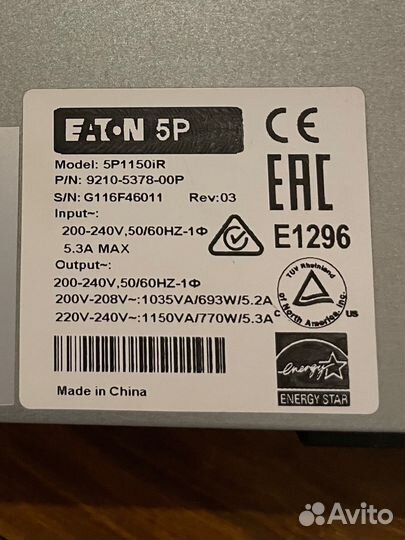 EATON 5P
Model: 5P1150iR
P/N: 9210-5378-00P
S/N: G116F46011 Rev:03
Input~:
200-240V,50/60HZ-1Φ
5.3A MAX
Output~:
200-240V,50/60HZ-1Φ
200V-208V~:1035VA/693W/5.2A
220V-240V~:1150VA/770W/5.3A
Made in China
CE
EAC
E1296
TÜV Rheinland
of North America, Inc.
C US
energy
ENERGY STAR
Avito